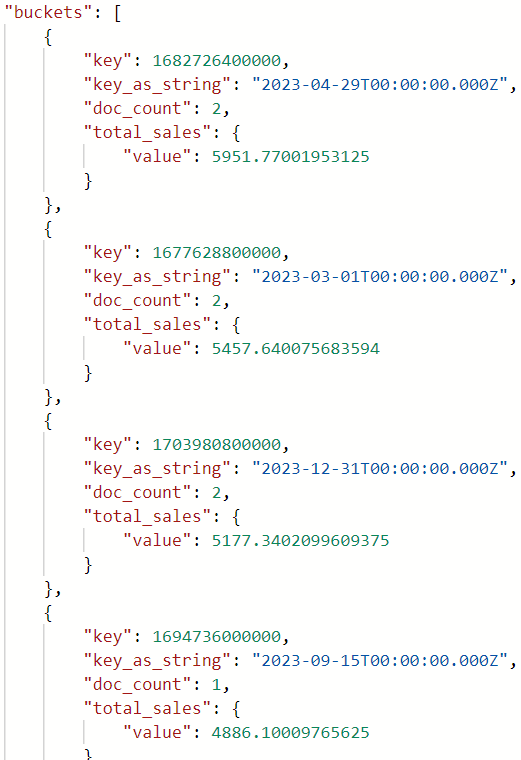 "buckets": [
{
"key": 1682726400000,
"key_as_string": "2023-04-29T00:00:00.000Z",
"doc_count": 2,
"total_sales": {
"value": 5951.77001953125
}
},
{
"key": 1677628800000,
"key_as_string": "2023-03-01T00:00:00.000Z",
"doc_count": 2,
"total_sales": {
"value": 5457.640075683594
}
},
{
"key": 1703980800000,
"key_as_string": "2023-12-31T00:00:00.000Z",
"doc_count": 2,
"total_sales": {
"value": 5177.3402099609375
}
},
{
"key": 1694736000000,
"key_as_string": "2023-09-15T00:00:00.000Z",
"doc_count": 1,
"total_sales": {
"value": 4886.10009765625
}